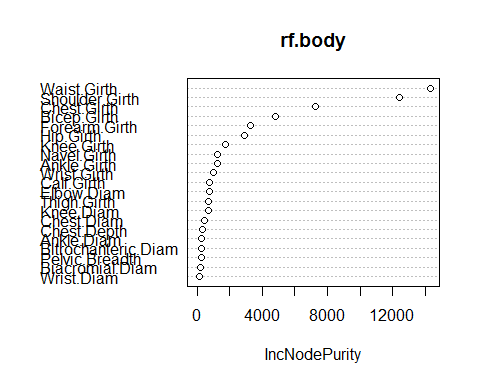 rf.body
Waist.Girth
Shoulder.Girth
Chest.Girth
Bicep.Girth
Forearm.Girth
Hip.Girth
Knee.Girth
Navel.Girth
Ankle.Girth
Wrist.Girth
Calf.Girth
Elbow.Diam
Thigh.Girth
Knee.Diam
Chest.Diam
Chest.Depth
Ankle.Diam
Bitrochanteric.Diam
Pelvic.Breadth
Biacromial.Diam
Wrist.Diam
0 4000 8000 12000
IncNodePurity